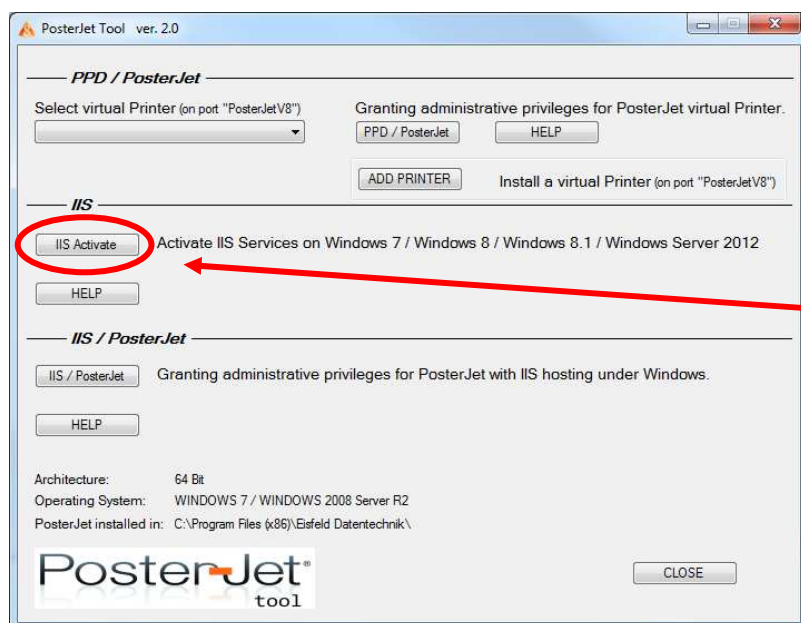 PosterJet Tool ver. 2.0
PPD / PosterJet
Select virtual Printer (on port "PosterJetV8")
Granting administrative privileges for PosterJet virtual Printer.
PPD / PosterJet HELP
ADD PRINTER Install a virtual Printer (on port "PosterJetV8")
IIS
IIS Activate Activate IIS Services on Windows 7 / Windows 8 / Windows 8.1 / Windows Server 2012
HELP
IIS / PosterJet
IIS / PosterJet Granting administrative privileges for PosterJet with IIS hosting under Windows.
HELP
Architecture: 64 Bit
Operating System: WINDOWS 7 / WINDOWS 2008 Server R2
PosterJet installed in: C:\Program Files (x86)\Eisfeld Datentechnik\
PosterJet®
tool
CLOSE